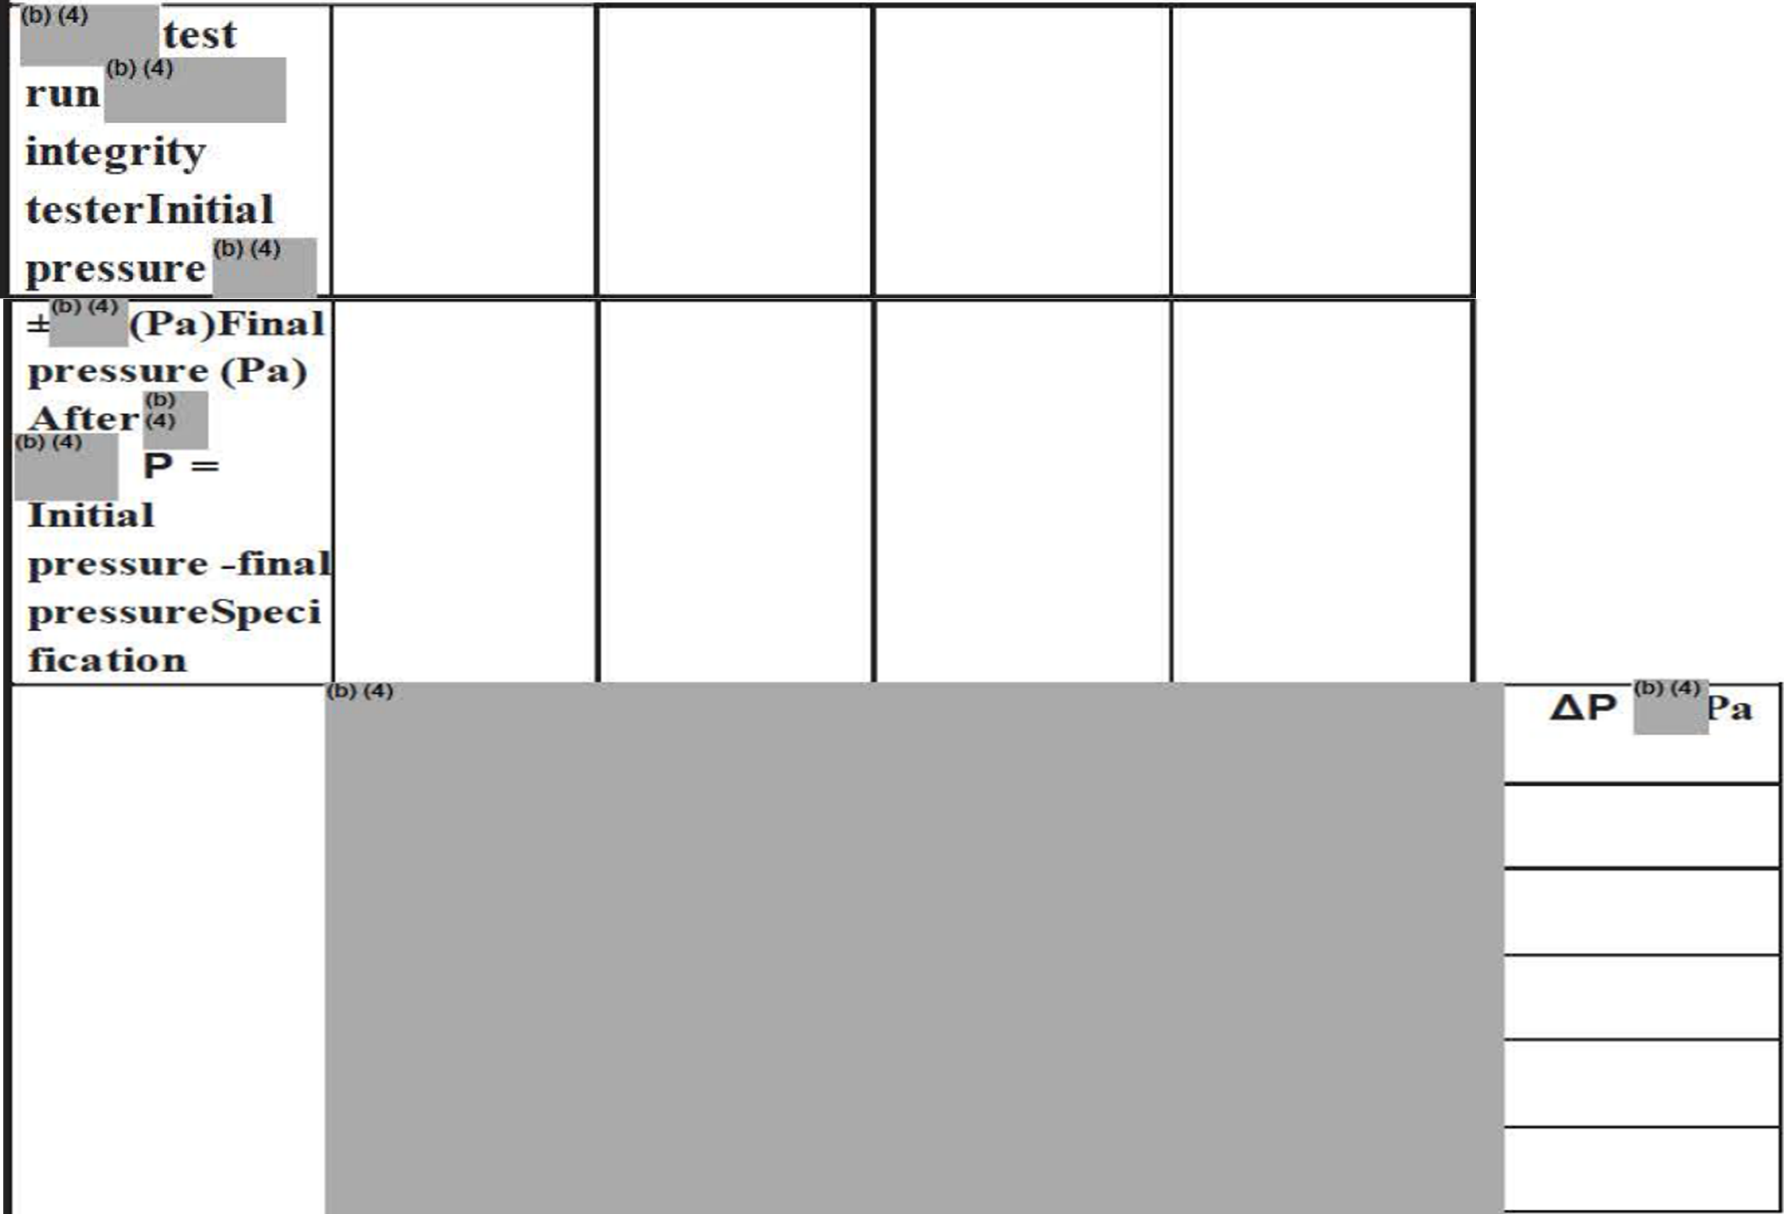 (b) (4) test
run (b) (4)
integrity
testerInitial
pressure (b) (4)
± (b) (4) (Pa)Final
pressure (Pa)
After (b) (4)
(b) (4) P =
Initial
pressure -final
pressureSpeci
fication
(b) (4)
ΔP (b) (4) Pa